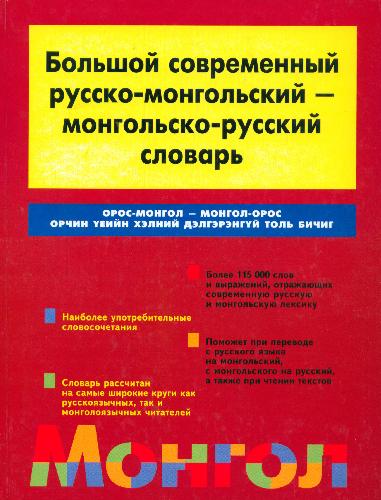 Большой современный
русско-монгольский –
монгольско-русский
словарь
ОРОС-МОНГОЛ – МОНГОЛ-ОРОС
ОРЧИН ҮЕИЙН ХЭЛНИЙ ДЭЛГЭРЭНГҮЙ ТОЛЬ БИЧИГ
Более 115 000 слов
и выражений, отражающих
современную русскую
и монгольскую лексику
Наиболее употребительные
словосочетания
Поможет при переводе
с русского языка
на монгольский,
с монгольского на русский,
а также при чтении текстов
Словарь рассчитан
на самые широкие круги как
русскоязычных, так и
монголоязычных читателей
Монгол